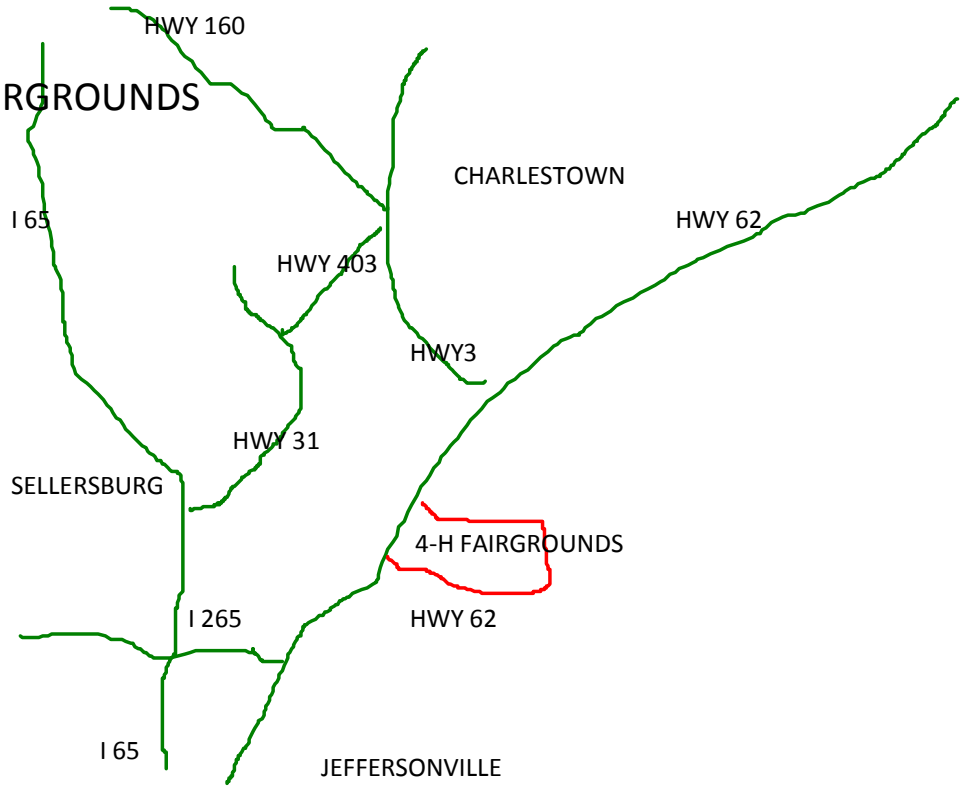 HWY 160
RGROUNDS
CHARLESTOWN
I 65
HWY 62
HWY 403
HWY3
HWY 31
SELLERSBURG
4-H FAIRGROUNDS
I 265
HWY 62
I 65
JEFFERSONVILLE